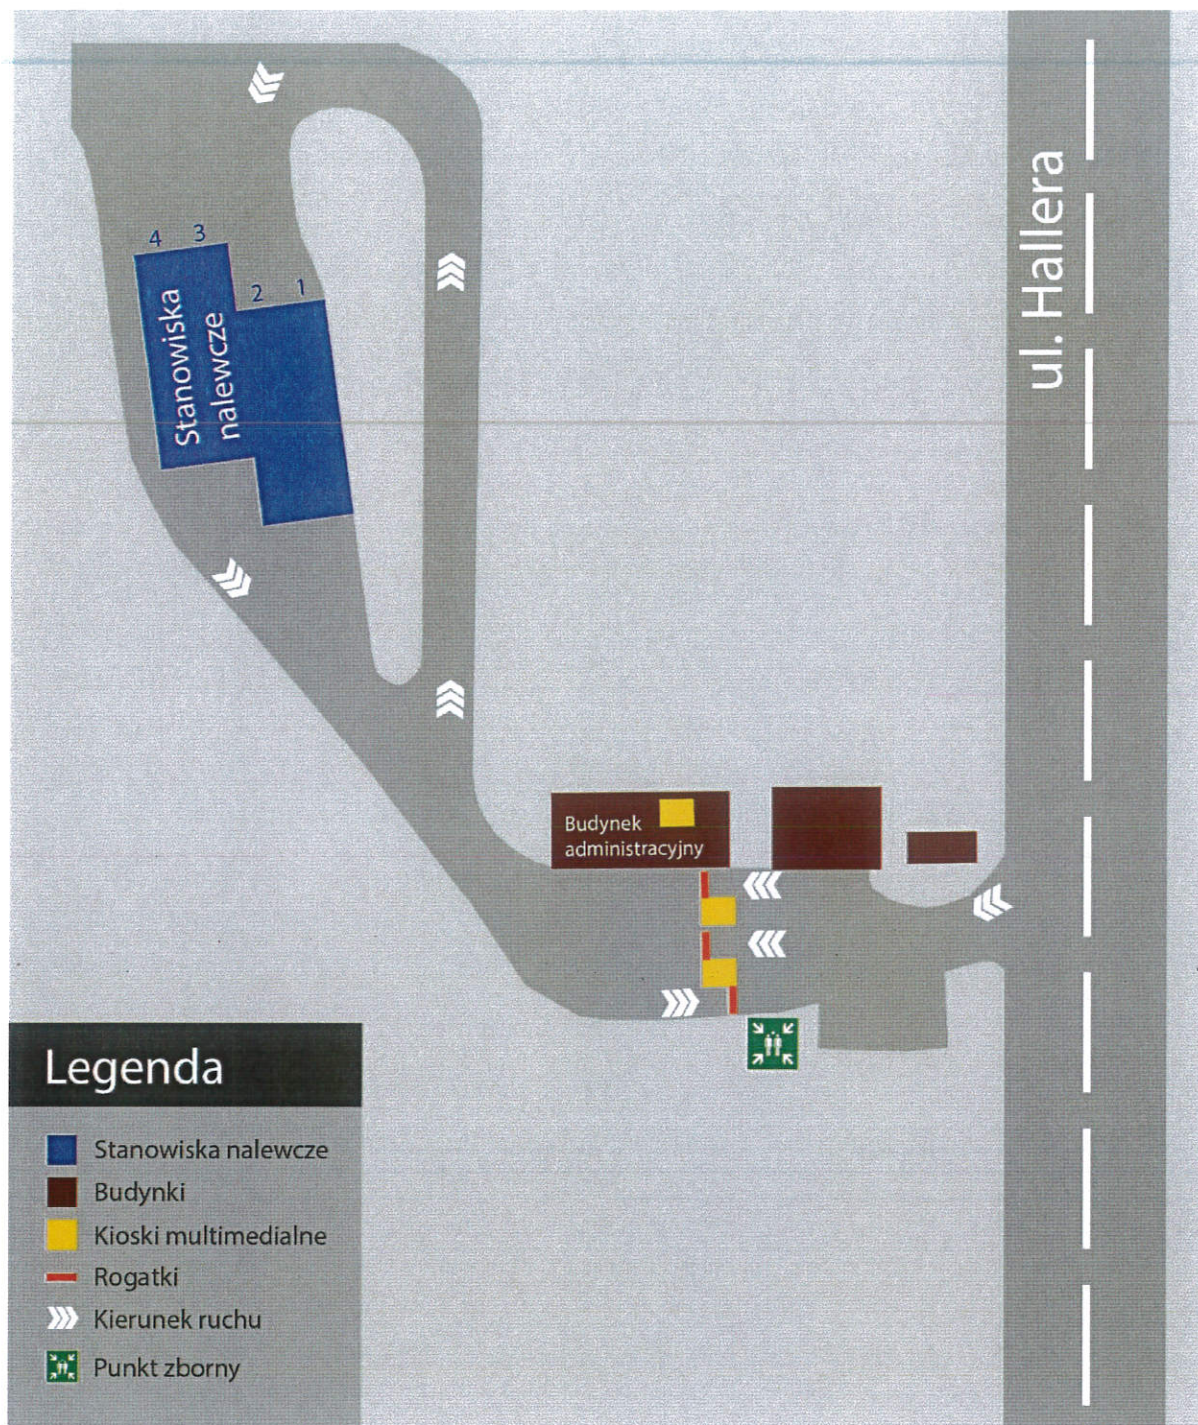 ul. Hallera
4 3
2 1
Stanowiska
nalewcze
Budynek
administracyjny
Legenda
Stanowiska nalewcze
Budynki
Kioski multimedialne
Rogatki
Kierunek ruchu
Punkt zborny